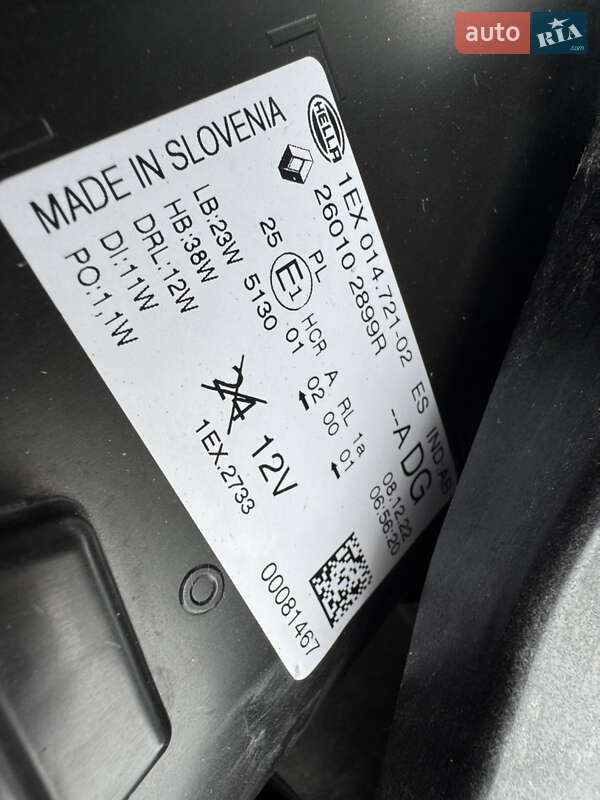 auto RIA
.com
HELLA
1EX 014.721-02 ES IND AB
26010 2899R -ADG
08.12.22
06:56:20
PL HCR A RL 1a
25 E1 02 00 01
5130 01
MADE IN SLOVENIA
LB:23W
HB:38W
DRL:12W
DI:11W
PO:1,1W
24 12V
1EX.2733
00081467